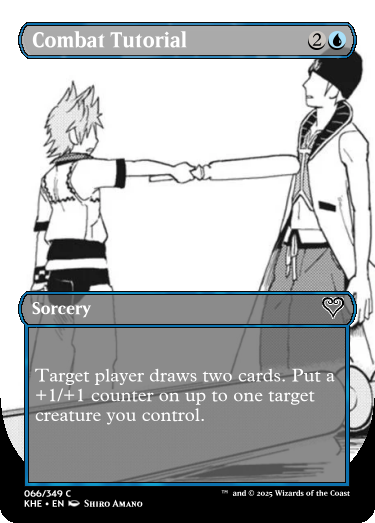 Combat Tutorial 2
Sorcery
Target player draws two cards. Put a
+1/+1 counter on up to one target
creature you control.
066/349 C
KHE • EN Shiro Amano
™ and © 2025 Wizards of the Coast